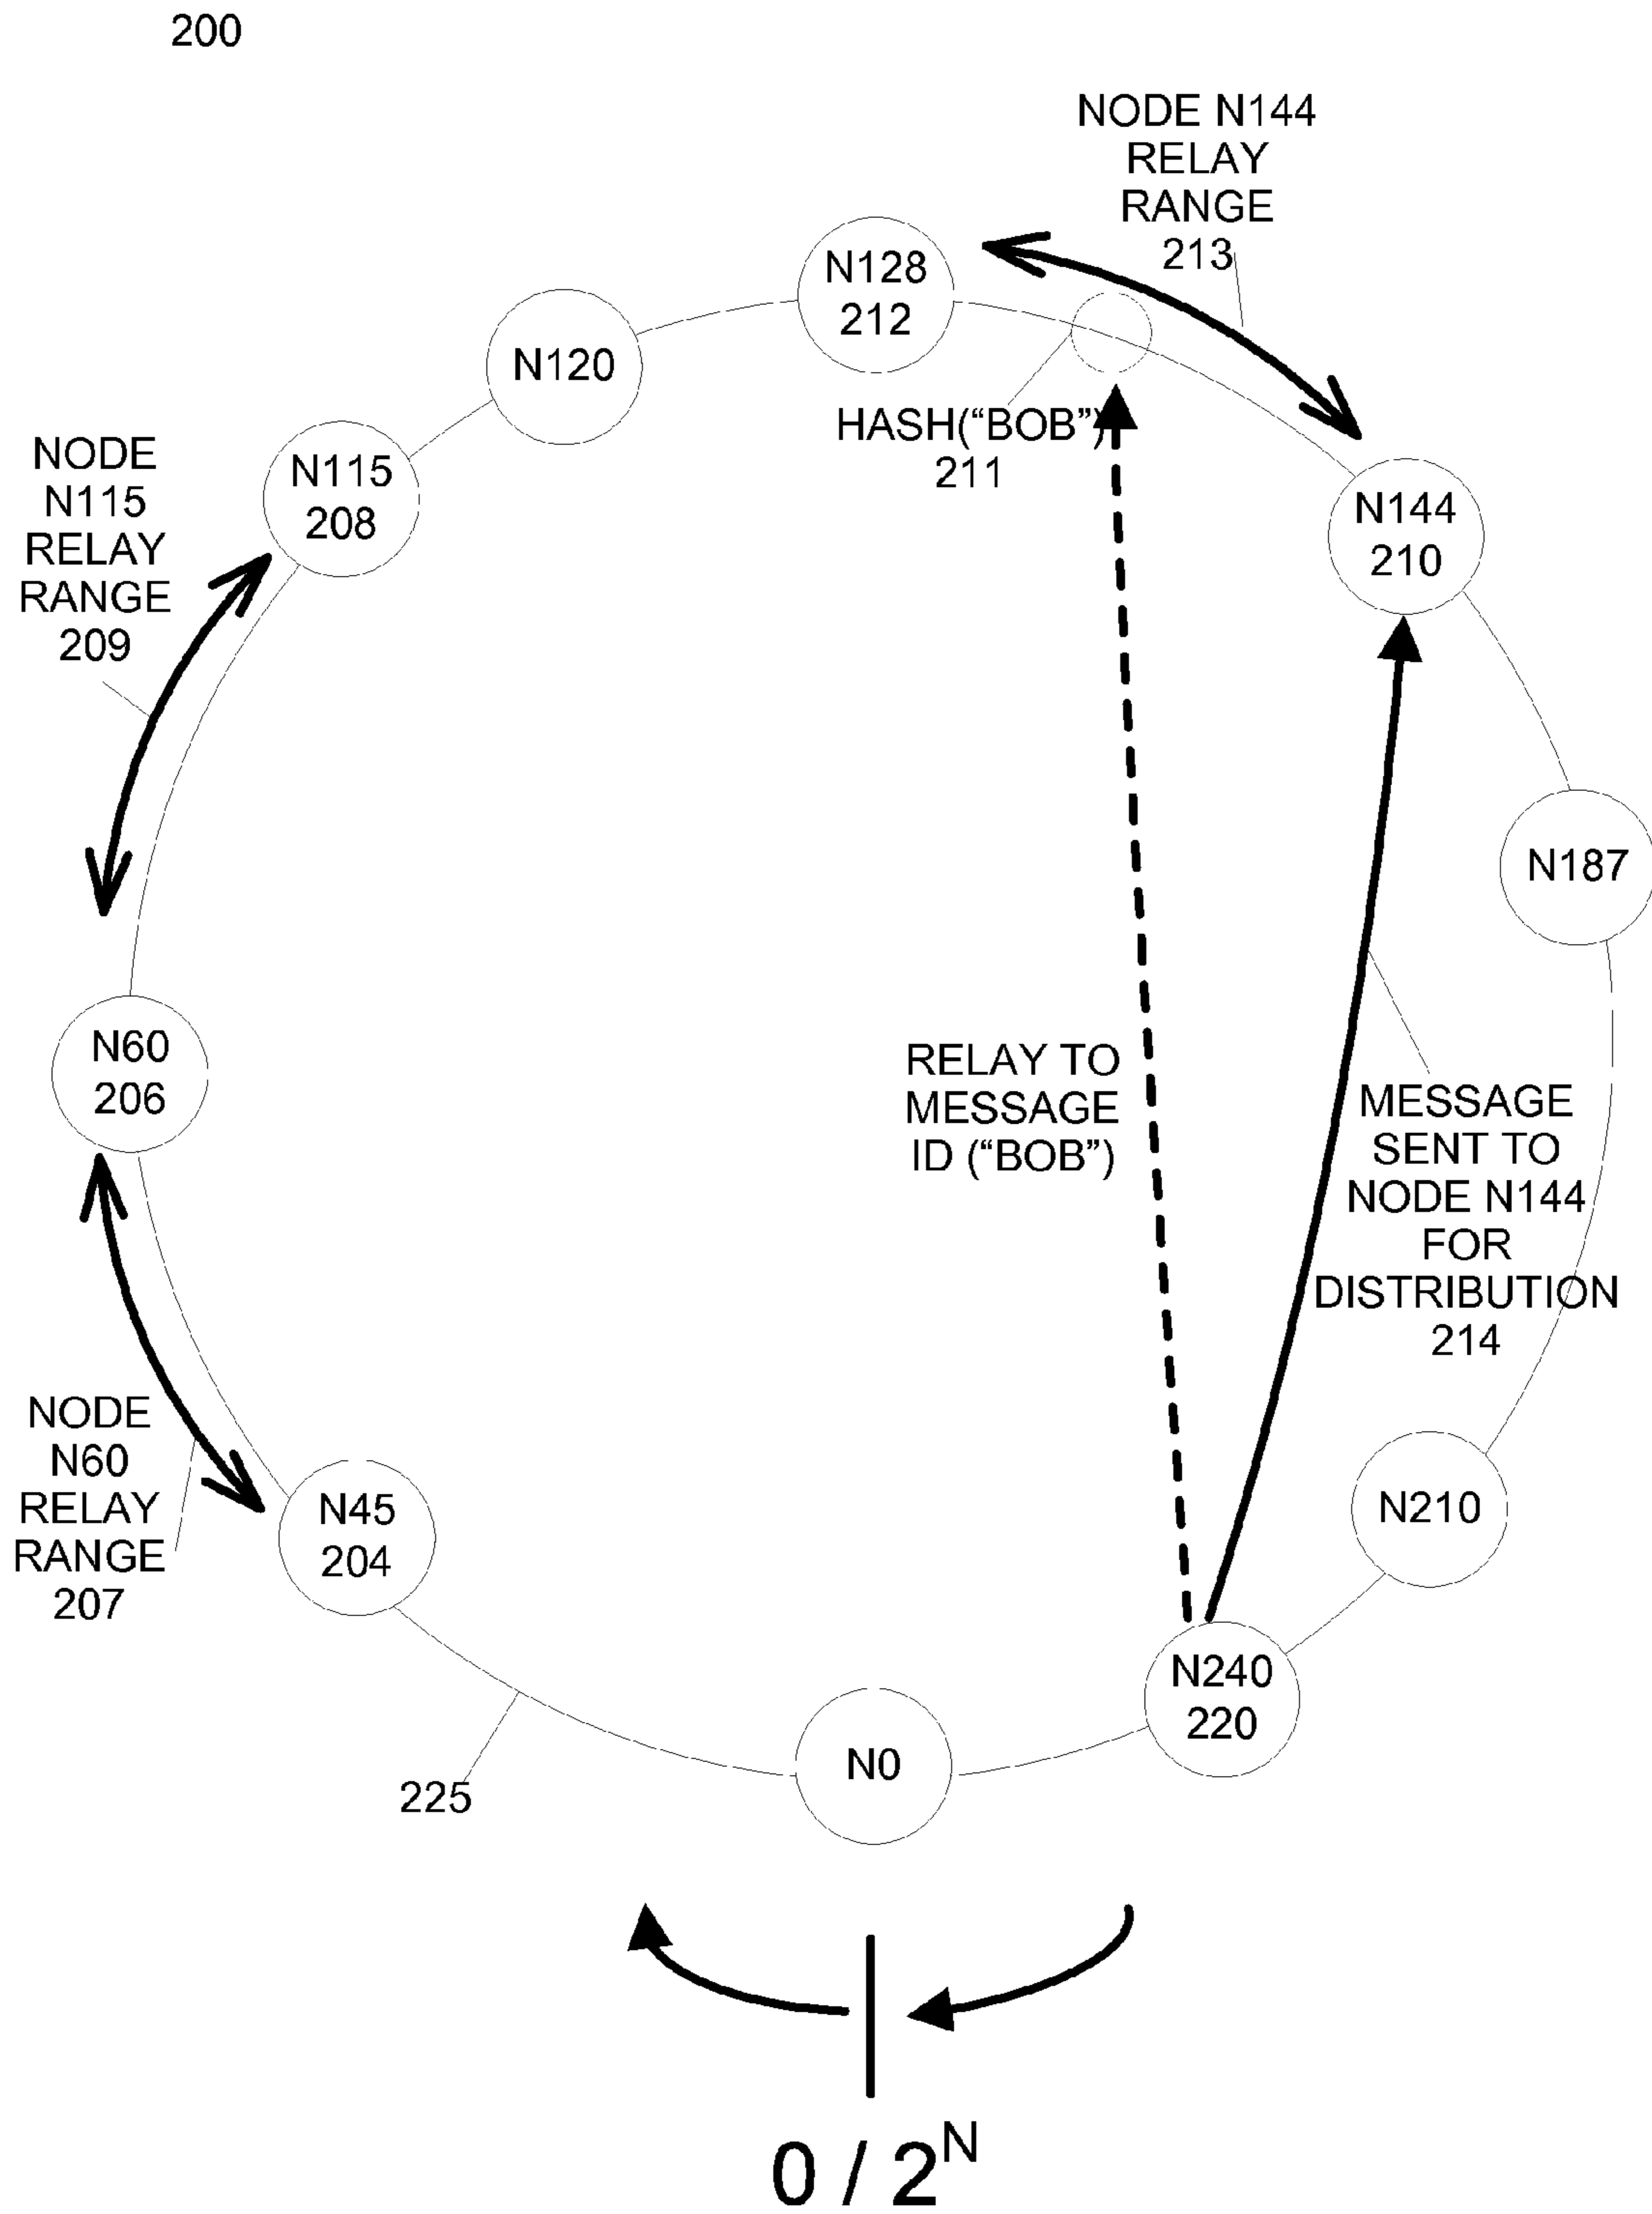 200
NODE N144
RELAY
RANGE
213
N128
212
N120
HASH(“BOB”)
211
NODE
N115
RELAY
RANGE
209
N115
208
N144
210
N187
N60
206
RELAY TO
MESSAGE
ID (“BOB”)
MESSAGE
SENT TO
NODE N144
FOR
DISTRIBUTION
214
NODE
N60
RELAY
RANGE
207
N45
204
N210
N240
220
N0
225
0 / 2^N